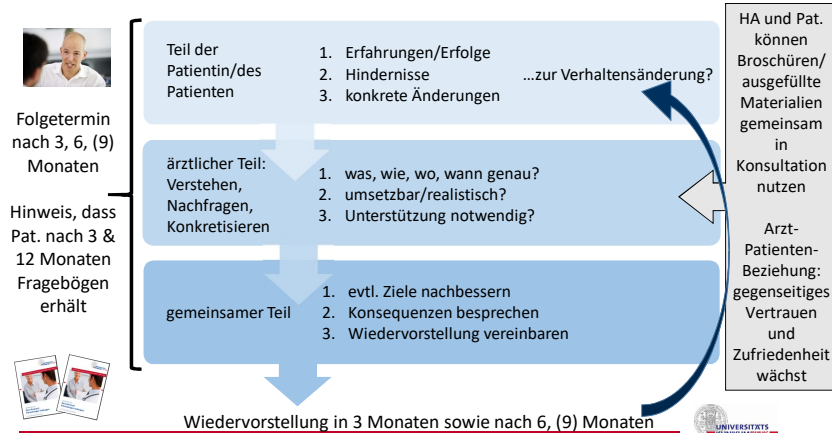 Folgetermin
nach 3, 6, (9)
Monaten
Hinweis, dass
Pat. nach 3 &
12 Monaten
Fragebögen
erhält
Teil der
Patientin/des
Patienten
1. Erfahrungen/Erfolge
2. Hindernisse
3. konkrete Änderungen
...zur Verhaltensänderung?
ärztlicher Teil:
Verstehen,
Nachfragen,
Konkretisieren
1. was, wie, wo, wann genau?
2. umsetzbar/realistisch?
3. Unterstützung notwendig?
gemeinsamer Teil
1. evtl. Ziele nachbessern
2. Konsequenzen besprechen
3. Wiedervorstellung vereinbaren
HA und Pat.
können
Broschüren/
ausgefüllte
Materialien
gemeinsam
in
Konsultation
nutzen
Arzt-
Patienten-
Beziehung:
gegenseitiges
Vertrauen
und
Zufriedenheit
wächst
Wiedervorstellung in 3 Monaten sowie nach 6, (9) Monaten
UNIVERSITÄTS